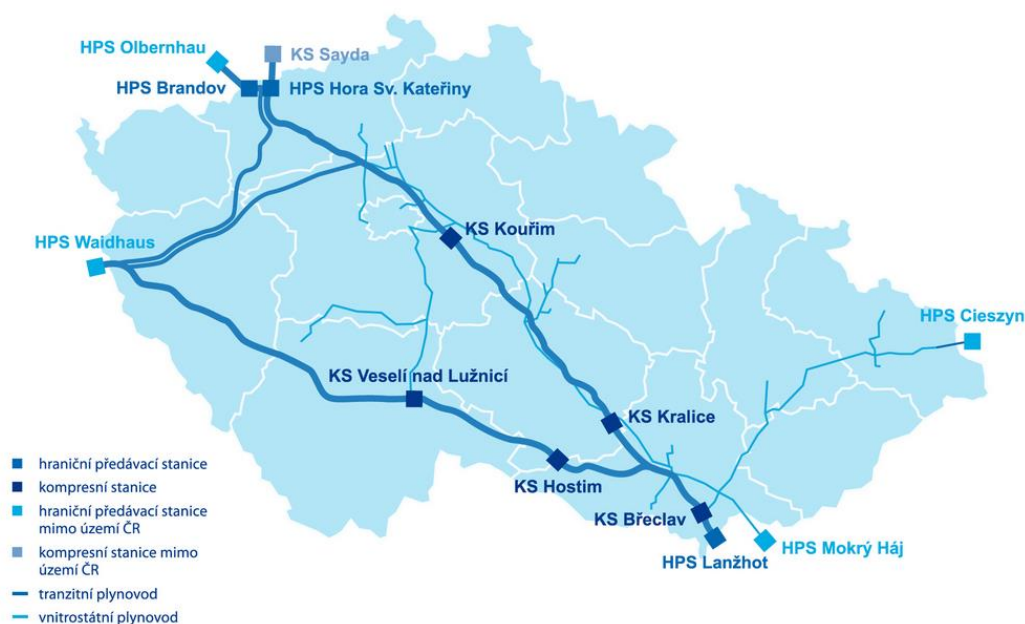 HPS Olbernhau
KS Sayda
HPS Brandov
HPS Hora Sv. Kateřiny
KS Kouřim
HPS Waidhaus
HPS Cieszyn
KS Veselí nad Lužnicí
KS Kralice
KS Hostim
KS Břeclav
HPS Mokrý Háj
HPS Lanžhot
hraniční předávací stanice
kompresní stanice
hraniční předávací stanice
mimo území ČR
kompresní stanice mimo
území ČR
tranzitní plynovod
vnitrostátní plynovod